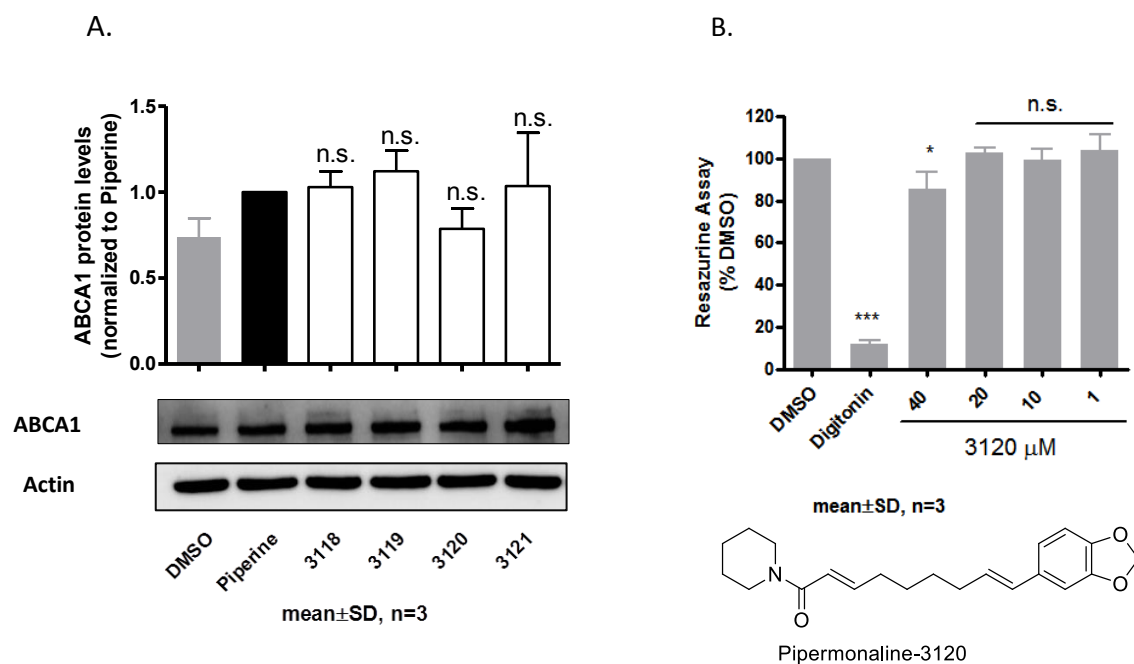 A.
ABCA1 protein levels
(normalized to Piperine)
1.5
1.0
0.5
0.0
n.s.
n.s.
n.s.
n.s.
ABCA1
Actin
DMSO
Piperine
3118
3119
3120
3121
mean±SD, n=3
B.
Resazurine Assay
(% DMSO)
120
100
80
60
40
20
0
***
*
n.s.
DMSO
Digitonin
40
20
10
1
3120 µM
mean±SD, n=3
N
O
O
O
Pipermonaline-3120